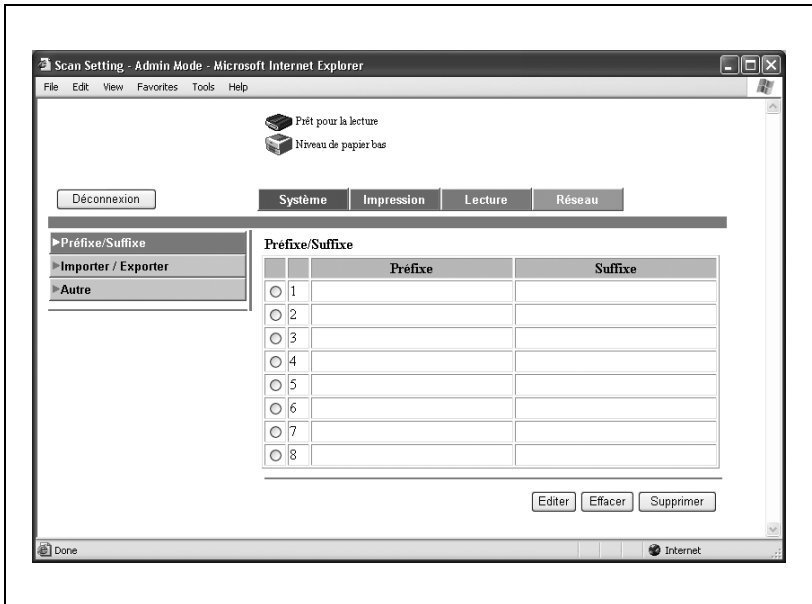 Scan Setting - Admin Mode - Microsoft Internet Explorer
File Edit View Favorites Tools Help
Prêt pour la lecture
Niveau de papier bas
Déconnexion
Système Impression Lecture Réseau
Préfixe/Suffixe
Importer / Exporter
Autre
Préfixe/Suffixe
Préfixe Suffixe
1
2
3
4
5
6
7
8
Editer Effacer Supprimer
Done Internet